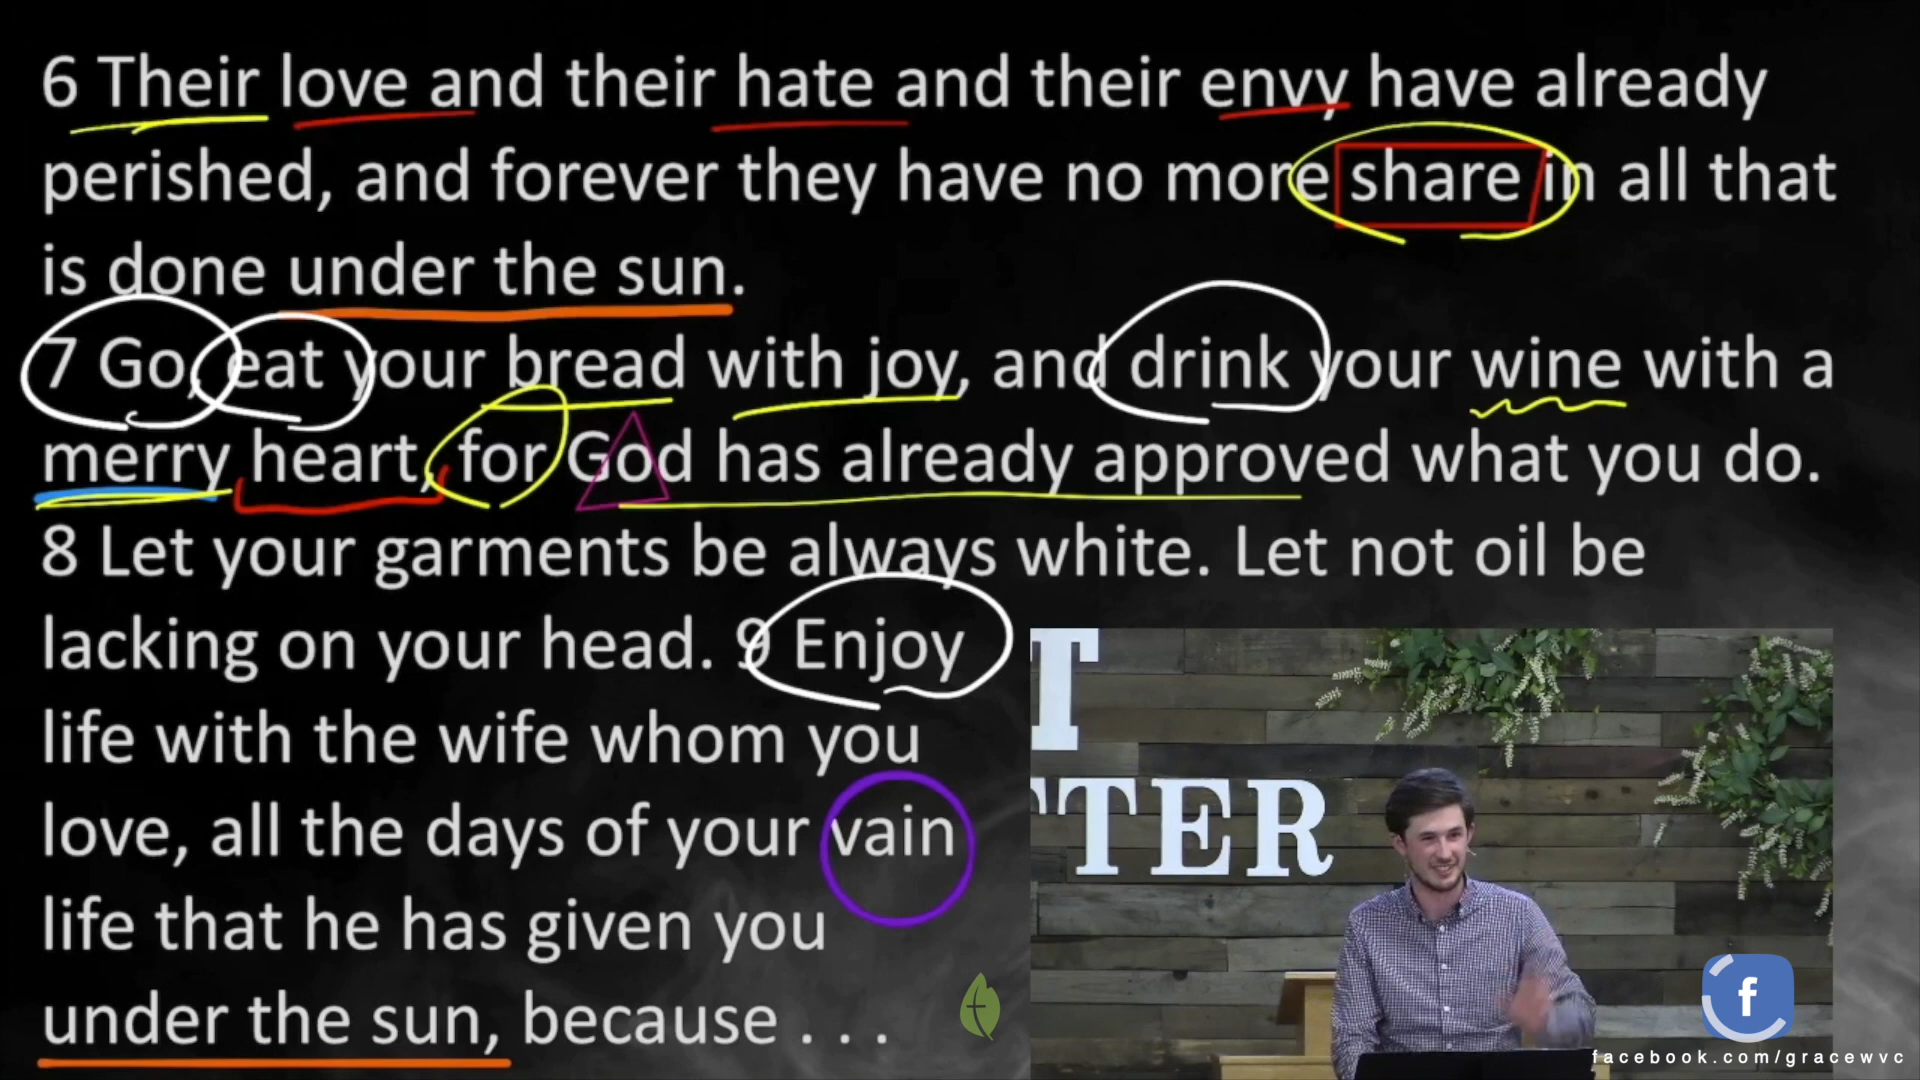 6 Their love and their hate and their envy have already
perished, and forever they have no more share in all that
is done under the sun.
7 Go, eat your bread with joy, and drink your wine with a
merry heart, for God has already approved what you do.
8 Let your garments be always white. Let not oil be
lacking on your head. 9 Enjoy
life with the wife whom you
love, all the days of your vain
life that he has given you
under the sun, because . . .
T
TTER
f
facebook.com/gracewvc